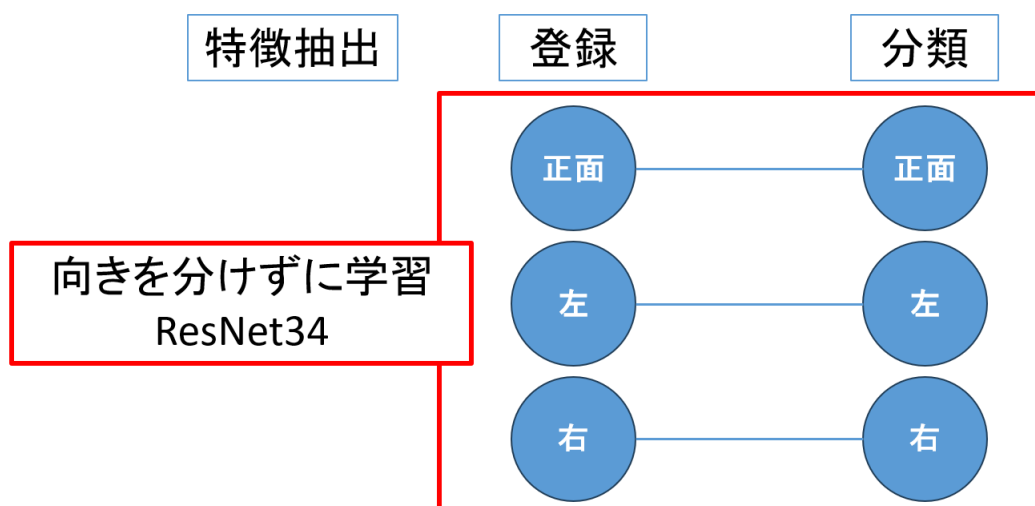 特徴抽出
登録
分類
正面
正面
向きを分けずに学習
ResNet34
左
左
右
右